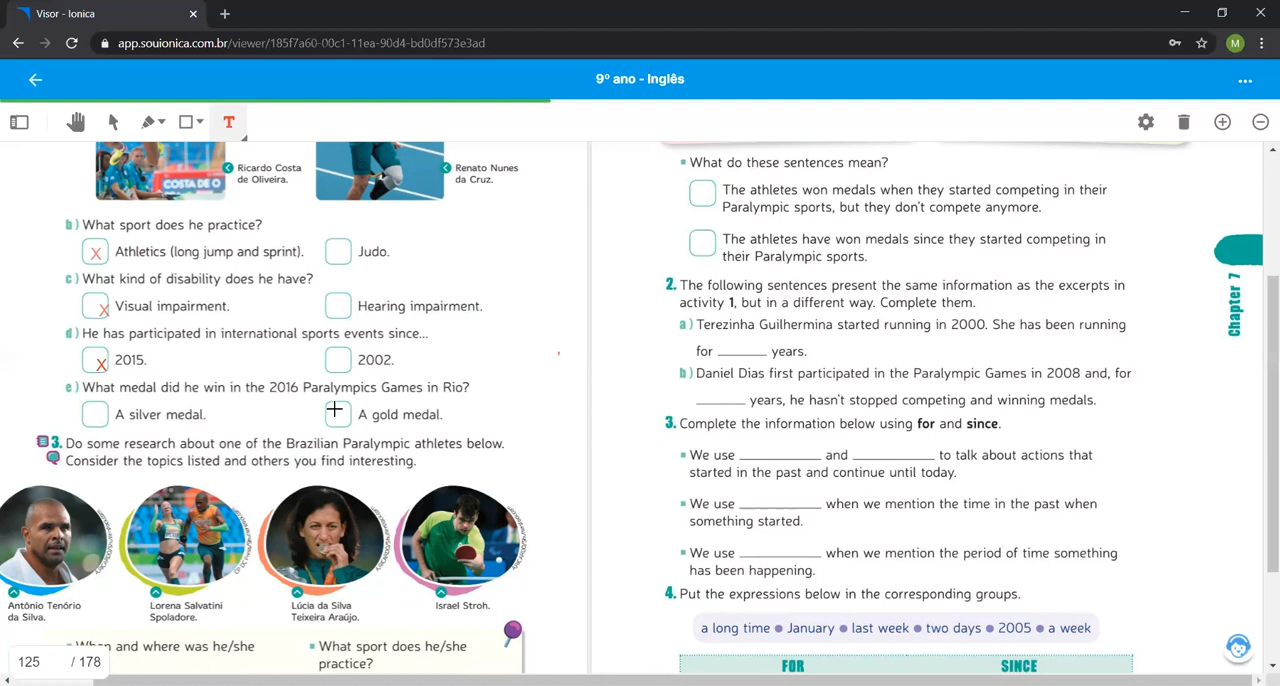 Visor - Ionica
app.souionica.com.br/viewer/185f7a60-00c1-11ea-90d4-bd0df573e3ad
M
9º ano - Inglês
T
COSTA DE O
Ricardo Costa
de Oliveira.
Renato Nunes
da Cruz.
b) What sport does he practice?
X Athletics (long jump and sprint).
Judo.
c) What kind of disability does he have?
X Visual impairment.
Hearing impairment.
d) He has participated in international sports events since...
X 2015.
2002.
e) What medal did he win in the 2016 Paralympics Games in Rio?
A silver medal.
A gold medal.
3. Do some research about one of the Brazilian Paralympic athletes below.
Consider the topics listed and others you find interesting.
Antônio Tenório
da Silva.
Lorena Salvatini
Spoladore.
Lúcia da Silva
Teixeira Araújo.
Israel Stroh.
When and where was he/she
What sport does he/she
practice?
125 / 178
What do these sentences mean?
The athletes won medals when they started competing in their
Paralympic sports, but they don't compete anymore.
The athletes have won medals since they started competing in
their Paralympic sports.
2. The following sentences present the same information as the excerpts in
activity 1, but in a different way. Complete them.
a) Terezinha Guilhermina started running in 2000. She has been running
for ______ years.
b) Daniel Dias first participated in the Paralympic Games in 2008 and, for
______ years, he hasn't stopped competing and winning medals.
3. Complete the information below using for and since.
We use __________ and __________ to talk about actions that
started in the past and continue until today.
We use __________ when we mention the time in the past when
something started.
We use __________ when we mention the period of time something
has been happening.
4. Put the expressions below in the corresponding groups.
a long time • January • last week • two days • 2005 • a week
FOR
SINCE
Chapter 7